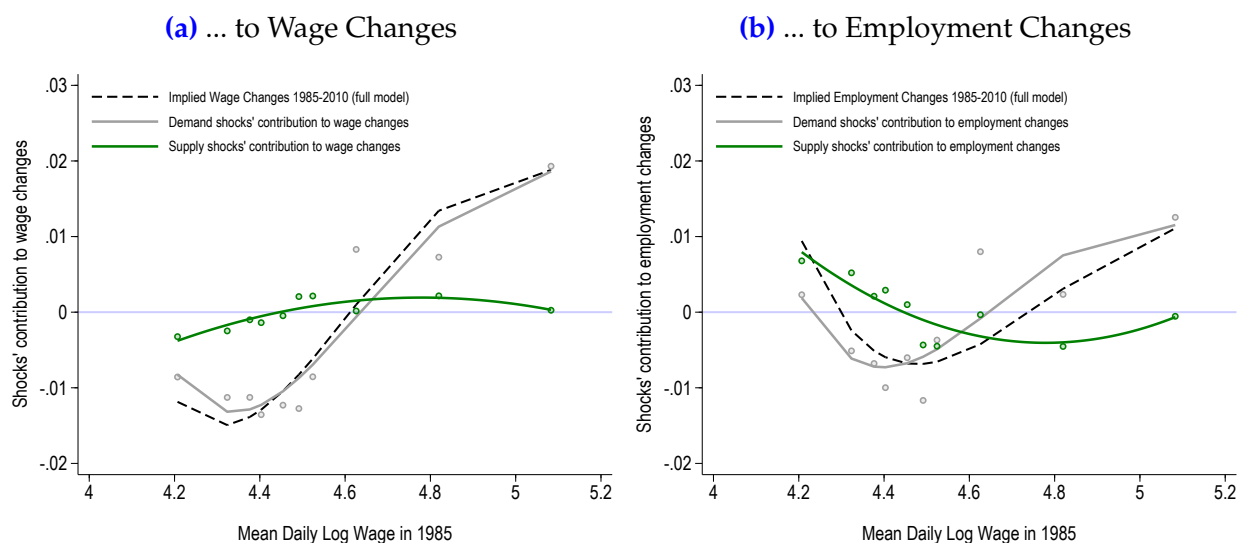 (a) ... to Wage Changes
Shocks' contribution to wage changes
.03
.02
.01
0
-.01
-.02
Implied Wage Changes 1985-2010 (full model)
Demand shocks' contribution to wage changes
Supply shocks' contribution to wage changes
4 4.2 4.4 4.6 4.8 5 5.2
Mean Daily Log Wage in 1985
(b) ... to Employment Changes
Shocks' contribution to employment changes
.03
.02
.01
0
-.01
-.02
Implied Employment Changes 1985-2010 (full model)
Demand shocks' contribution to employment changes
Supply shocks' contribution to employment changes
4 4.2 4.4 4.6 4.8 5 5.2
Mean Daily Log Wage in 1985